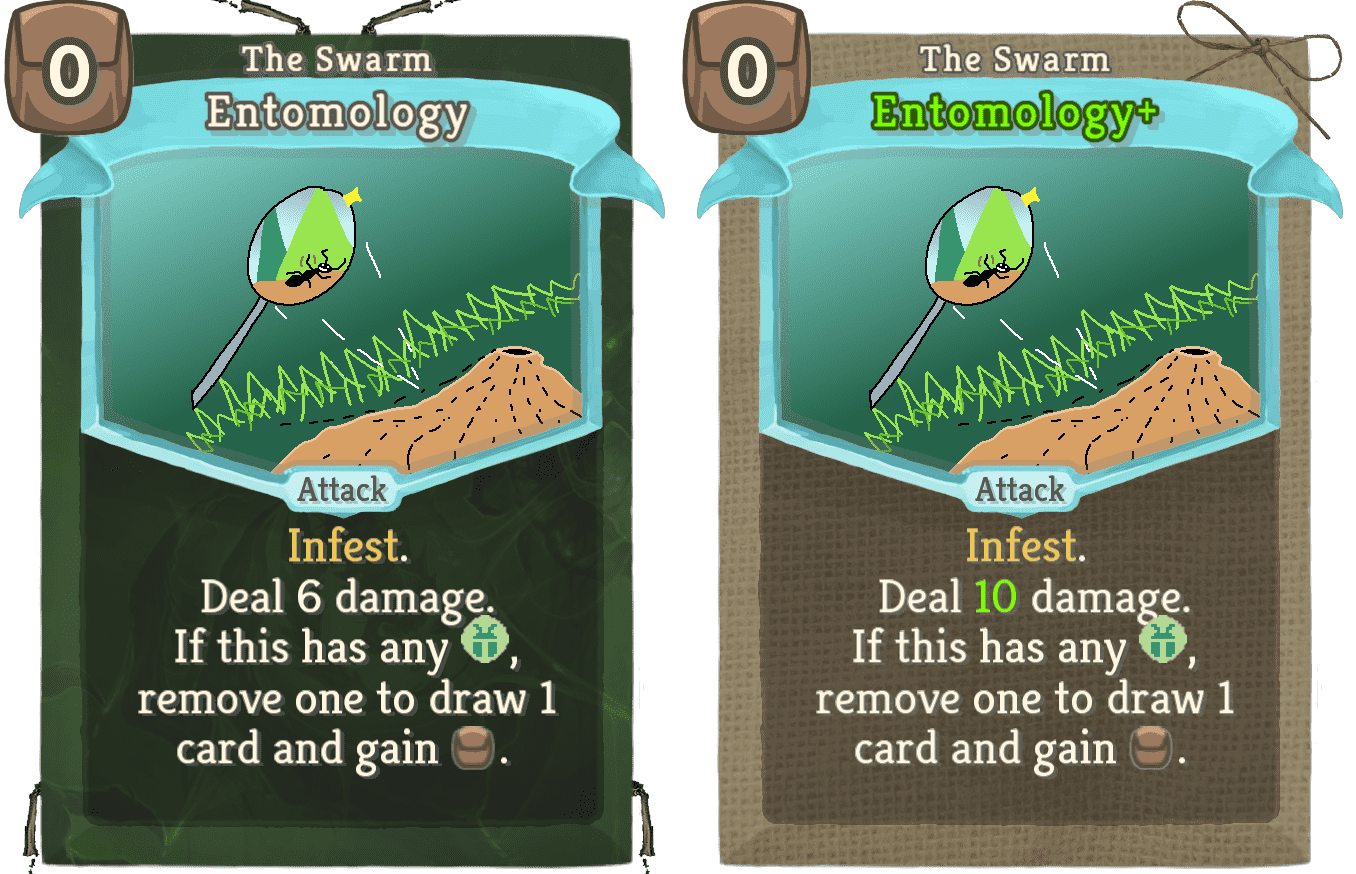 0
The Swarm
Entomology
Attack
Infest.
Deal 6 damage.
If this has any ,
remove one to draw 1
card and gain .
0
The Swarm
Entomology+
Attack
Infest.
Deal 10 damage.
If this has any ,
remove one to draw 1
card and gain .